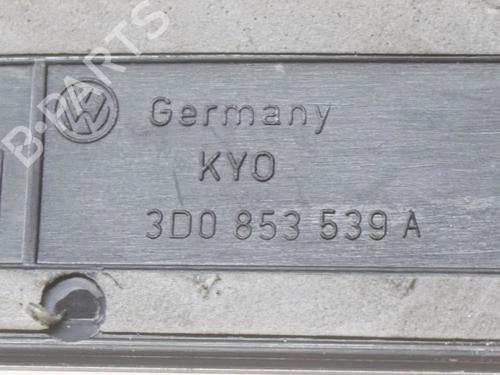 Germany
KYO
3D0 853 539 A
B-PARTS